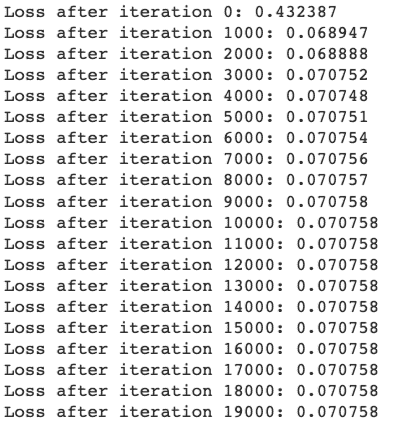 Loss after iteration 0: 0.432387
Loss after iteration 1000: 0.068947
Loss after iteration 2000: 0.068888
Loss after iteration 3000: 0.070752
Loss after iteration 4000: 0.070748
Loss after iteration 5000: 0.070751
Loss after iteration 6000: 0.070754
Loss after iteration 7000: 0.070756
Loss after iteration 8000: 0.070757
Loss after iteration 9000: 0.070758
Loss after iteration 10000: 0.070758
Loss after iteration 11000: 0.070758
Loss after iteration 12000: 0.070758
Loss after iteration 13000: 0.070758
Loss after iteration 14000: 0.070758
Loss after iteration 15000: 0.070758
Loss after iteration 16000: 0.070758
Loss after iteration 17000: 0.070758
Loss after iteration 18000: 0.070758
Loss after iteration 19000: 0.070758